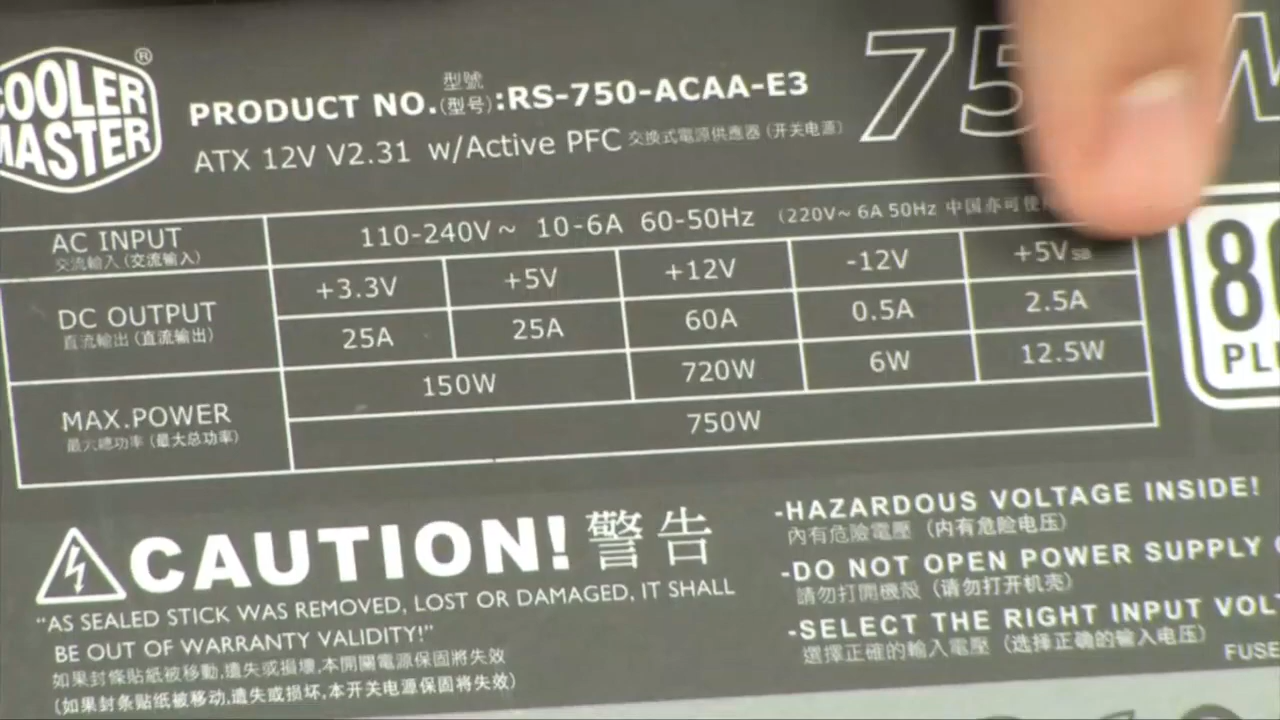 COOLER MASTER®
PRODUCT NO.(型號 型号):RS-750-ACAA-E3
ATX 12V V2.31 w/Active PFC 交換式電源供應器 (开关电源)
AC INPUT 110-240V~ 10-6A 60-50Hz (220V~ 6A 50Hz 中国亦可使
交流輸入 (交流输入)
DC OUTPUT +3.3V +5V +12V -12V +5VSB
直流輸出 (直流输出) 25A 25A 60A 0.5A 2.5A
MAX.POWER 150W 720W 6W 12.5W
最大總功率 (最大总功率) 750W
80
PLU
CAUTION! 警告
"AS SEALED STICK WAS REMOVED, LOST OR DAMAGED, IT SHALL
BE OUT OF WARRANTY VALIDITY!"
如果封條貼紙被移動,遺失或損壞,本開關電源保固將失效
(如果封条贴纸被移动,遗失或损坏,本开关电源保固将失效)
-HAZARDOUS VOLTAGE INSIDE!
內有危險電壓 (内有危险电压)
-DO NOT OPEN POWER SUPPLY
請勿打開機殼 (请勿打开机壳)
-SELECT THE RIGHT INPUT VOLT
選擇正確的輸入電壓 (选择正确的输入电压)
FUSE